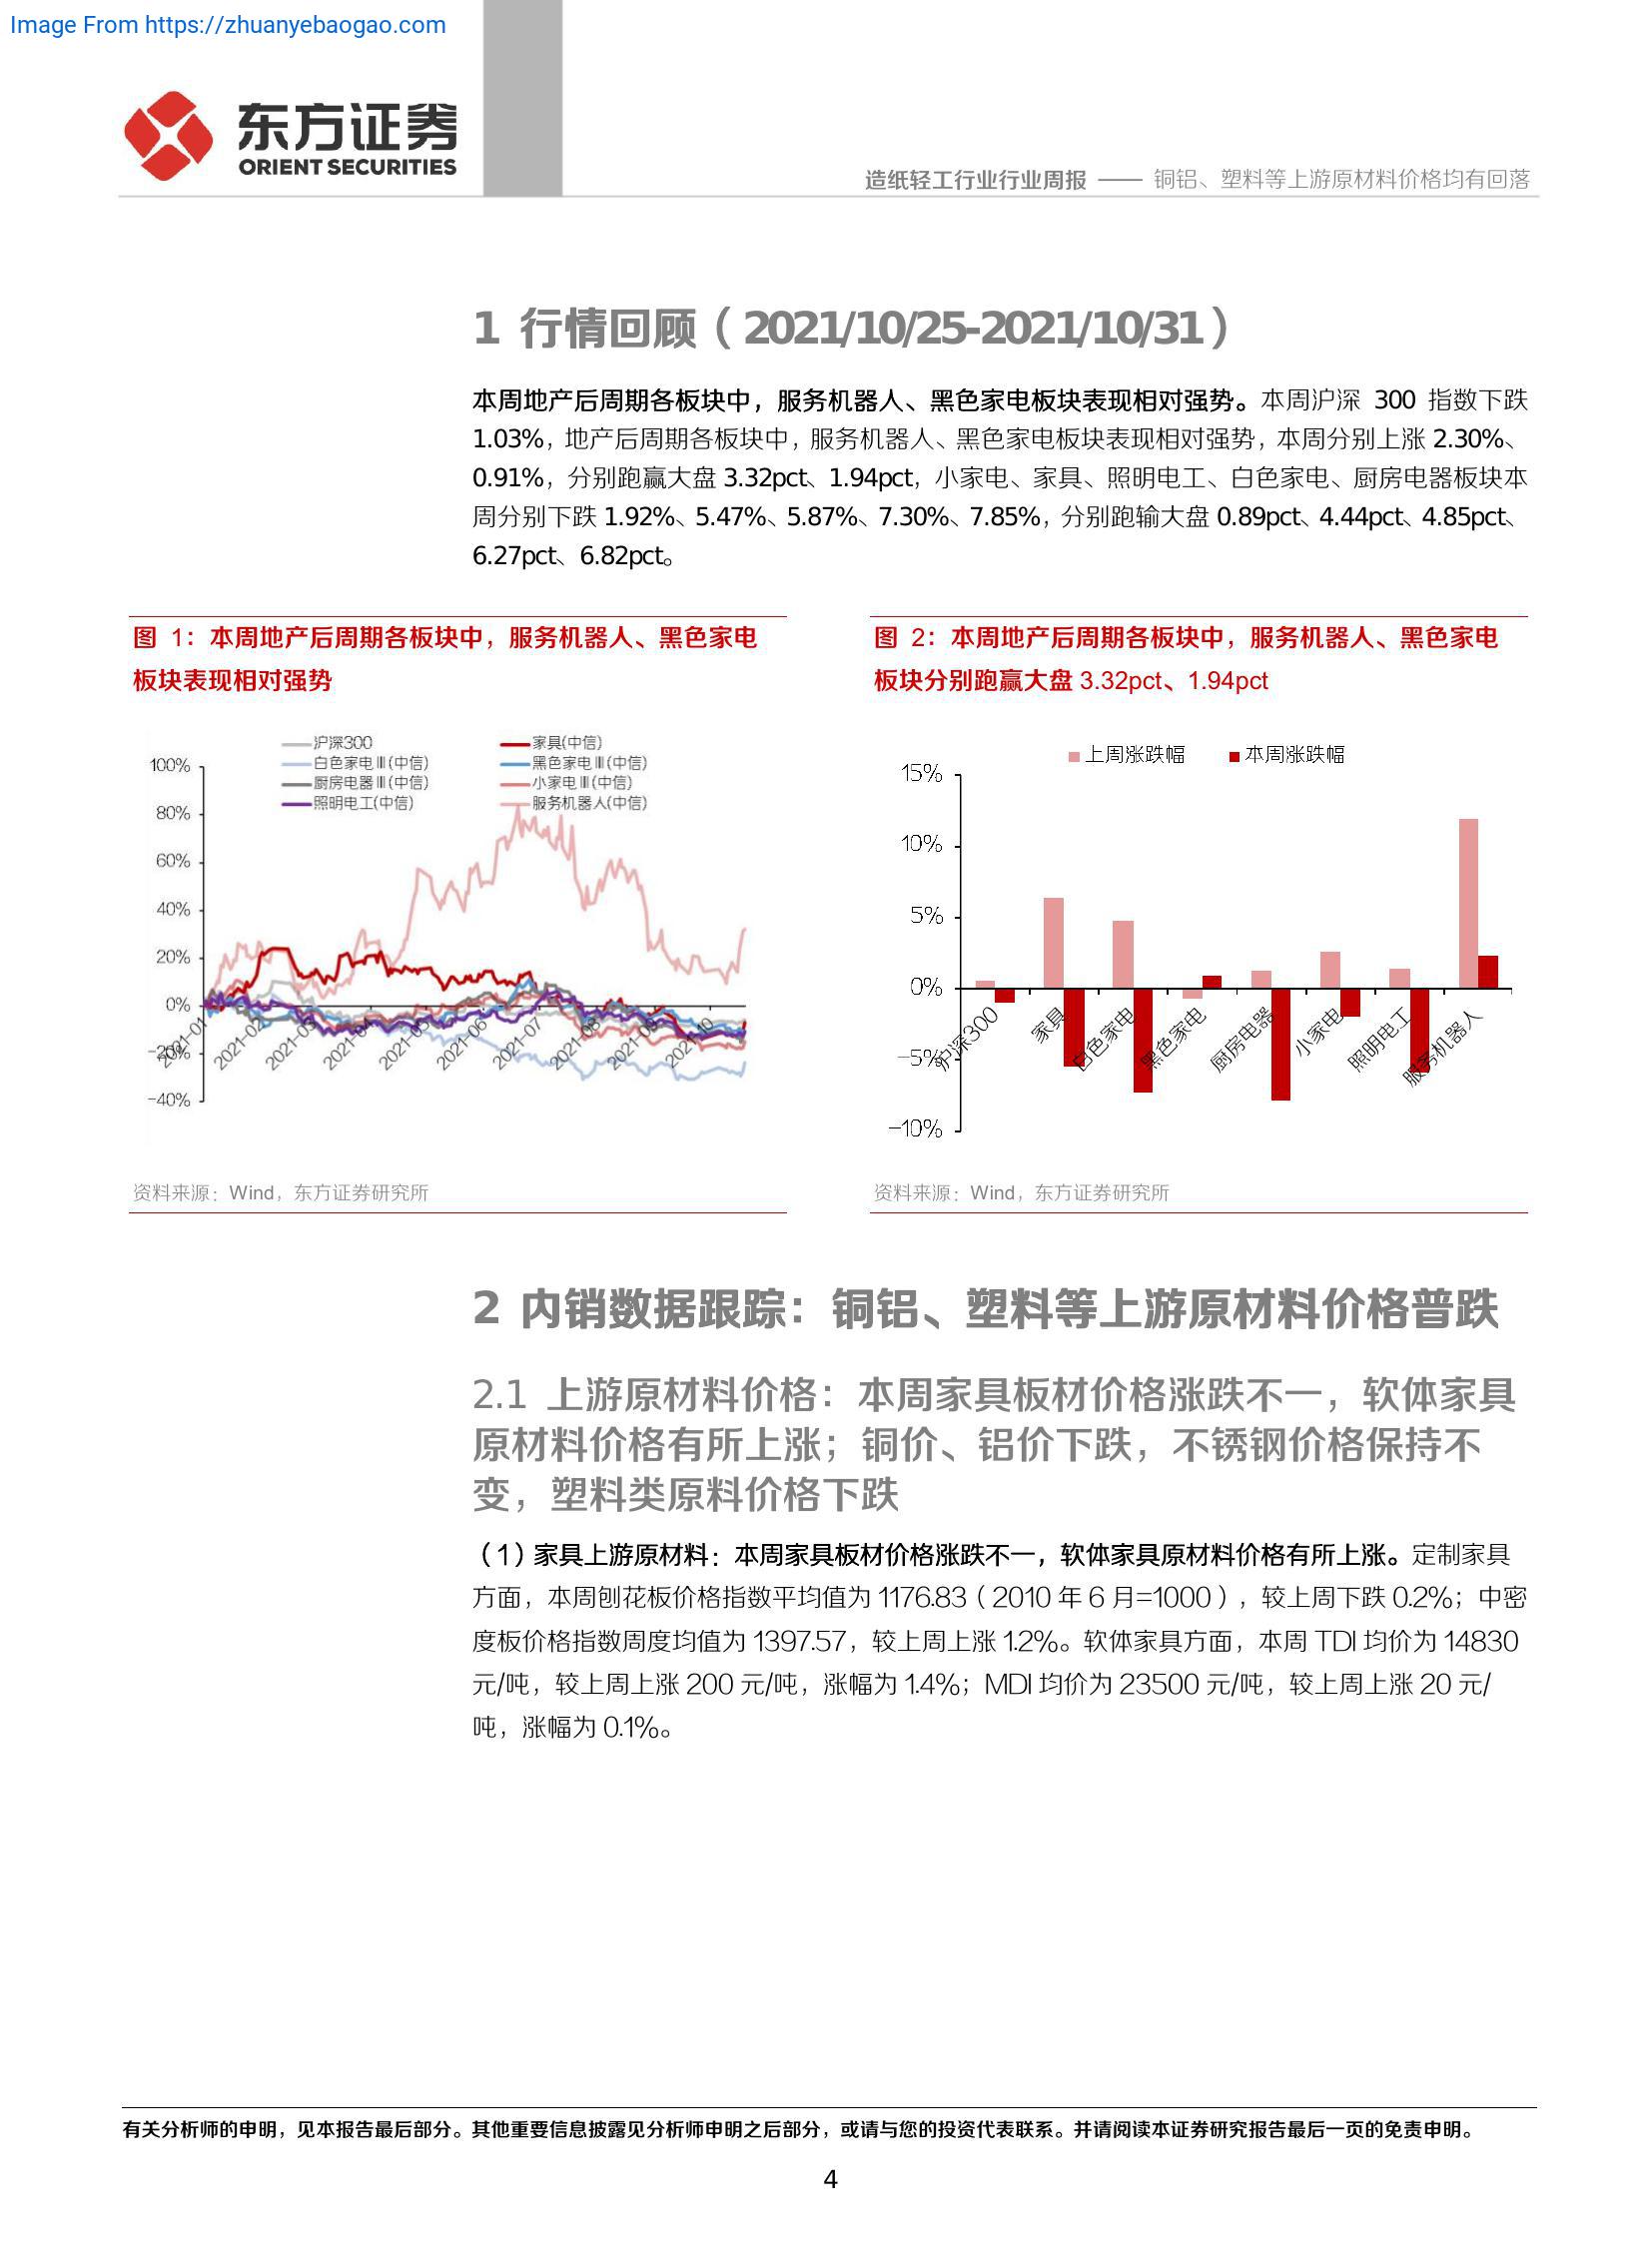 Image From https://zhuanyebaogao.com
东方证券
ORIENT SECURITIES
造纸轻工行业行业周报 —— 铜铝、塑料等上游原材料价格均有回落
1 行情回顾（2021/10/25-2021/10/31）
本周地产后周期各板块中，服务机器人、黑色家电板块表现相对强势。本周沪深 300 指数下跌
1.03%，地产后周期各板块中，服务机器人、黑色家电板块表现相对强势，本周分别上涨 2.30%、
0.91%，分别跑赢大盘 3.32pct、1.94pct，小家电、家具、照明电工、白色家电、厨房电器板块本
周分别下跌 1.92%、5.47%、5.87%、7.30%、7.85%，分别跑输大盘 0.89pct、4.44pct、4.85pct、
6.27pct、6.82pct。
图 1：本周地产后周期各板块中，服务机器人、黑色家电
板块表现相对强势
沪深300
家具(中信)
白色家电Ⅲ(中信)
黑色家电Ⅲ(中信)
厨房电器Ⅲ(中信)
小家电Ⅲ(中信)
照明电工(中信)
服务机器人(中信)
100%
80%
60%
40%
20%
0%
-20%
-40%
2021-01
2021-02
2021-03
2021-04
2021-05
2021-06
2021-07
2021-08
2021-09
2021-10
资料来源：Wind，东方证券研究所
图 2：本周地产后周期各板块中，服务机器人、黑色家电
板块分别跑赢大盘 3.32pct、1.94pct
上周涨跌幅
本周涨跌幅
15%
10%
5%
0%
-5%
-10%
沪深300
家具
白色家电
黑色家电
厨房电器
小家电
照明电工
服务机器人
资料来源：Wind，东方证券研究所
2 内销数据跟踪：铜铝、塑料等上游原材料价格普跌
2.1 上游原材料价格：本周家具板材价格涨跌不一，软体家具
原材料价格有所上涨；铜价、铝价下跌，不锈钢价格保持不
变，塑料类原料价格下跌
（1）家具上游原材料：本周家具板材价格涨跌不一，软体家具原材料价格有所上涨。定制家具
方面，本周刨花板价格指数平均值为 1176.83（2010 年 6 月=1000），较上周下跌 0.2%；中密
度板价格指数周度均值为 1397.57，较上周上涨 1.2%。软体家具方面，本周 TDI 均价为 14830
元/吨，较上周上涨 200 元/吨，涨幅为 1.4%；MDI 均价为 23500 元/吨，较上周上涨 20 元/
吨，涨幅为 0.1%。
有关分析师的申明，见本报告最后部分。其他重要信息披露见分析师申明之后部分，或请与您的投资代表联系。并请阅读本证券研究报告最后一页的免责申明。
4